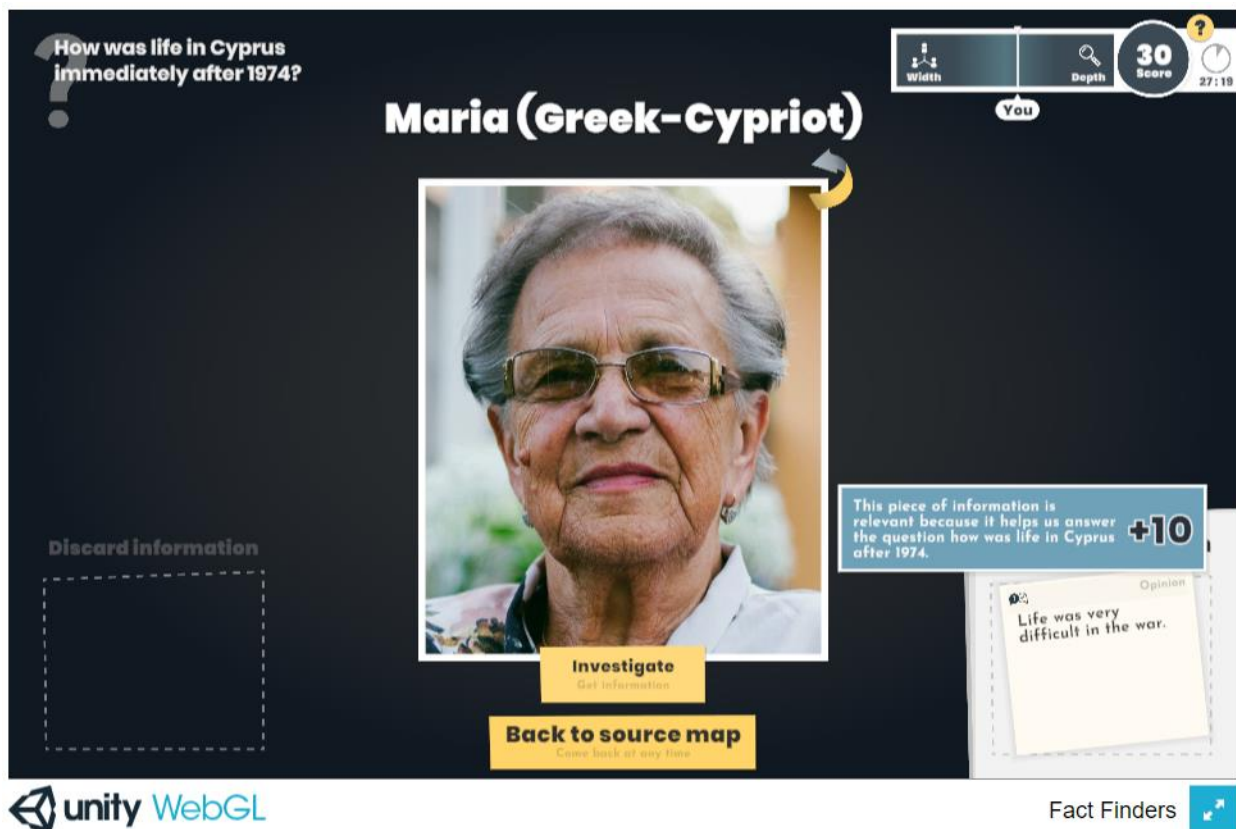 How was life in Cyprus
immediately after 1974?
?
Width
Depth
30
Score
?
27:19
You
Maria (Greek-Cypriot)
This piece of information is
relevant because it helps us answer
the question how was life in Cyprus
after 1974.
+10
Discard information
Opinion
Life was very
difficult in the war.
Investigate
Get information
Back to source map
Come back at any time
unity WebGL
Fact Finders